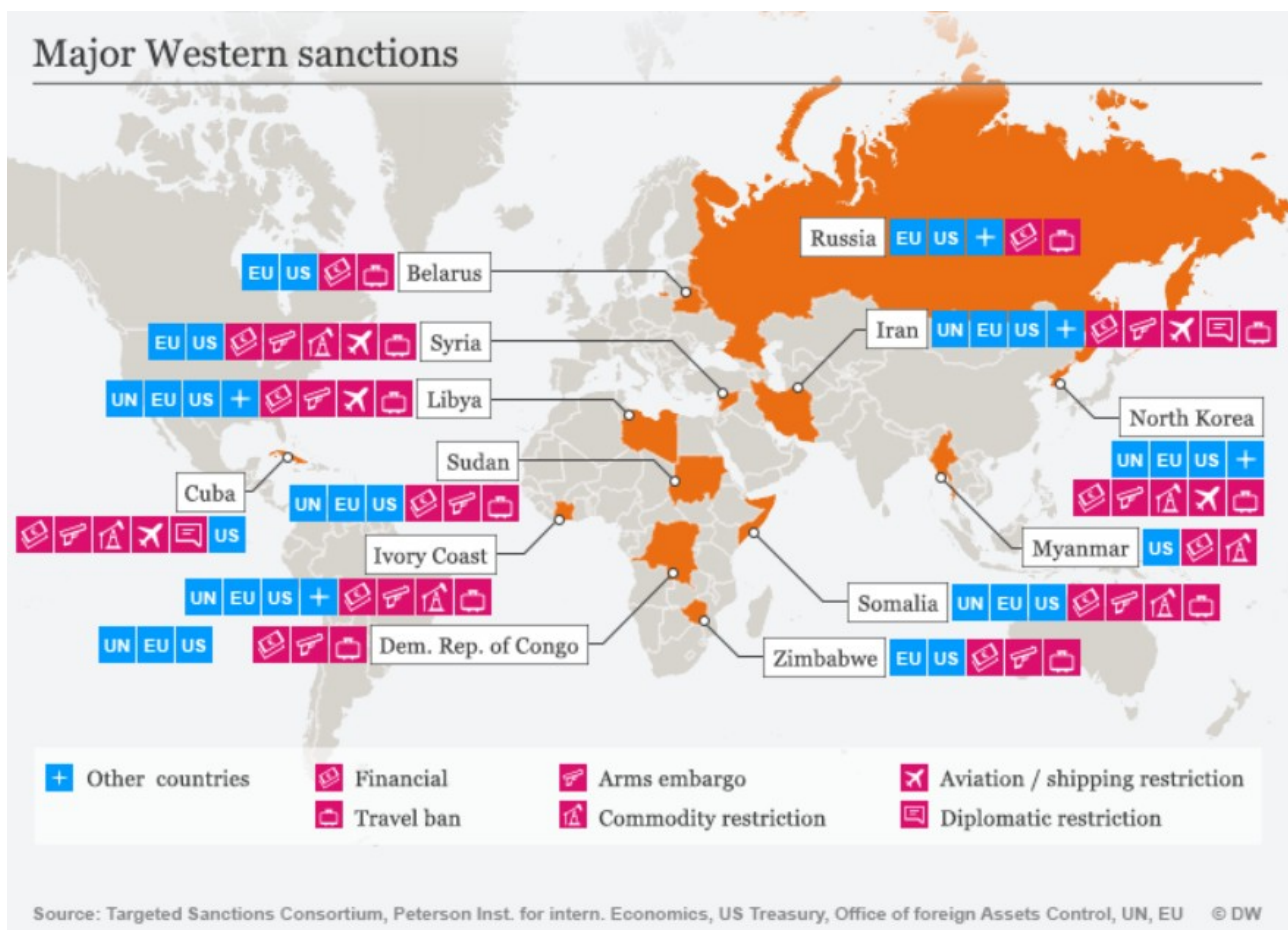 Major Western sanctions
Russia EU US +
EU US Belarus
EU US Syria
Iran UN EU US +
UN EU US + Libya
North Korea
UN EU US +
Sudan
UN EU US
Cuba
US
Ivory Coast
UN EU US +
Myanmar US
Somalia UN EU US
UN EU US Dem. Rep. of Congo
Zimbabwe EU US
+ Other countries
Financial
Arms embargo
Aviation / shipping restriction
Travel ban
Commodity restriction
Diplomatic restriction
Source: Targeted Sanctions Consortium, Peterson Inst. for intern. Economics, US Treasury, Office of foreign Assets Control, UN, EU © DW